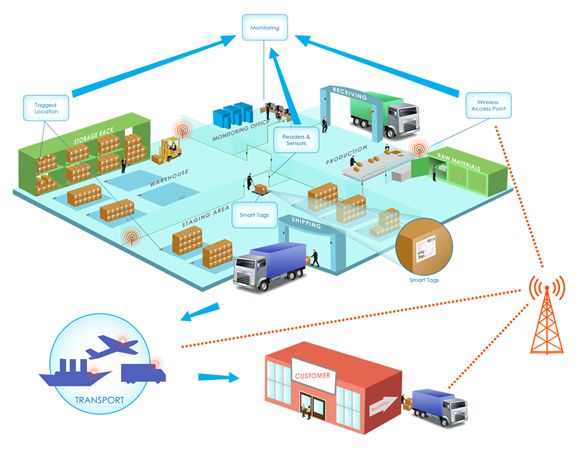 Monitoring
RECEIVING
Tagged
Location
Wireless
Access Point
STORAGE RACK
MONITORING OFFICE
Readers &
Sensors
PRODUCTION
RAW MATERIALS
WAREHOUSE
STAGING AREA
Smart Tags
SHIPPING
Smart Tags
TRANSPORT
CUSTOMER